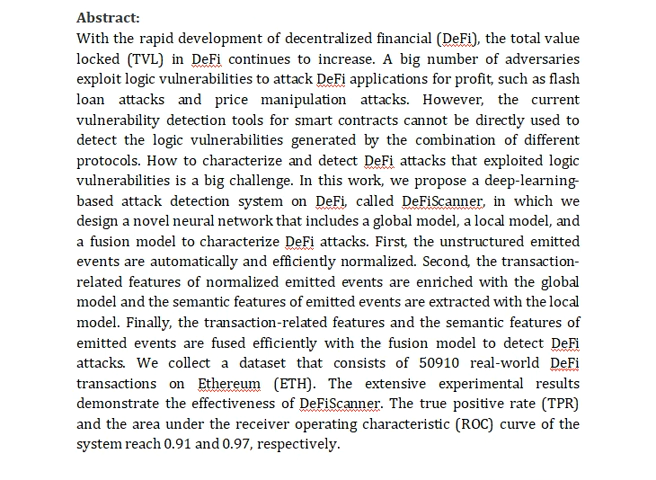 Abstract:
With the rapid development of decentralized financial (DeFi), the total value
locked (TVL) in DeFi continues to increase. A big number of adversaries
exploit logic vulnerabilities to attack DeFi applications for profit, such as flash
loan attacks and price manipulation attacks. However, the current
vulnerability detection tools for smart contracts cannot be directly used to
detect the logic vulnerabilities generated by the combination of different
protocols. How to characterize and detect DeFi attacks that exploited logic
vulnerabilities is a big challenge. In this work, we propose a deep-learning-
based attack detection system on DeFi, called DeFiScanner, in which we
design a novel neural network that includes a global model, a local model, and
a fusion model to characterize DeFi attacks. First, the unstructured emitted
events are automatically and efficiently normalized. Second, the transaction-
related features of normalized emitted events are enriched with the global
model and the semantic features of emitted events are extracted with the local
model. Finally, the transaction-related features and the semantic features of
emitted events are fused efficiently with the fusion model to detect DeFi
attacks. We collect a dataset that consists of 50910 real-world DeFi
transactions on Ethereum (ETH). The extensive experimental results
demonstrate the effectiveness of DeFiScanner. The true positive rate (TPR)
and the area under the receiver operating characteristic (ROC) curve of the
system reach 0.91 and 0.97, respectively.